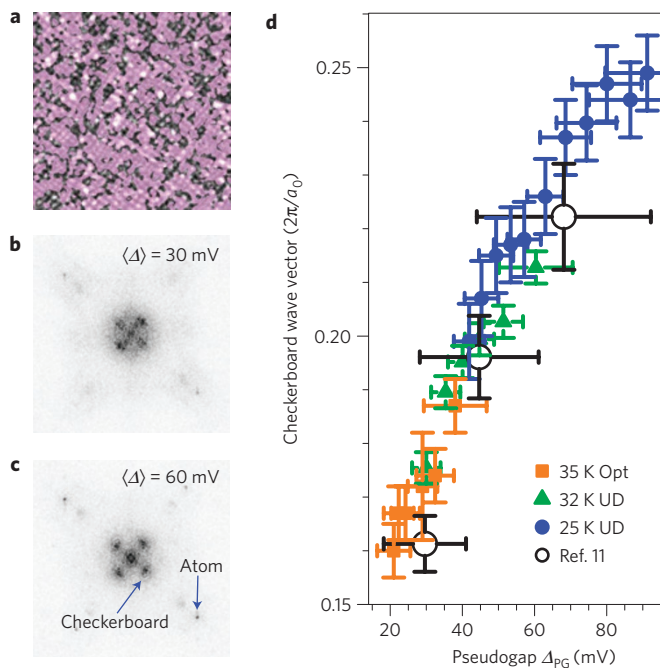 a
b
⟨Δ⟩ = 30 mV
c
⟨Δ⟩ = 60 mV
Atom
Checkerboard
d
Checkerboard wave vector (2π/a₀)
0.25
0.20
0.15
35 K Opt
32 K UD
25 K UD
Ref. 11
20 40 60 80
Pseudogap Δ_PG (mV)